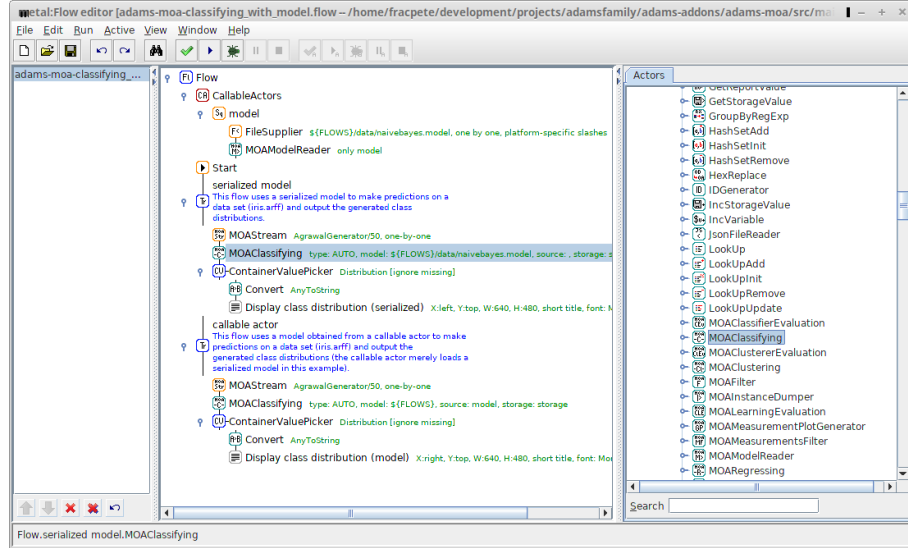 metal:Flow editor [adams-moa-classifying_with_model.flow – /home/fracpete/development/projects/adamsfamily/adams-addons/adams-moa/src/mai
File Edit Run Active View Window Help
adams-moa-classifying_...
Flow
CallableActors
model
FileSupplier ${FLOWS}/data/naivebayes.model, one by one, platform-specific slashes
MOAModelReader only model
Start
serialized model
This flow uses a serialized model to make predictions on a
data set (iris.arff) and output the generated class
distributions.
MOAStream AgrawalGenerator/50, one-by-one
MOAClassifying type: AUTO, model: ${FLOWS}/data/naivebayes.model, source: , storage: s
ContainerValuePicker Distribution [ignore missing]
Convert AnyToString
Display class distribution (serialized) X:left, Y:top, W:640, H:480, short title, font: M
callable actor
This flow uses a model obtained from a callable actor to make
predictions on a data set (iris.arff) and output the
generated class distributions (the callable actor merely loads a
serialized model in this example).
MOAStream AgrawalGenerator/50, one-by-one
MOAClassifying type: AUTO, model: ${FLOWS}, source: model, storage: storage
ContainerValuePicker Distribution [ignore missing]
Convert AnyToString
Display class distribution (model) X:right, Y:top, W:640, H:480, short title, font: Mo
Actors
GetReportValue
GetStorageValue
GroupByRegExp
HashSetAdd
HashSetInit
HashSetRemove
HexReplace
IDGenerator
IncStorageValue
IncVariable
JsonFileReader
LookUp
LookUpAdd
LookUpInit
LookUpRemove
LookUpUpdate
MOAClassifierEvaluation
MOAClassifying
MOAClustererEvaluation
MOAClustering
MOAFilter
MOAInstanceDumper
MOALearningEvaluation
MOAMeasurementPlotGenerator
MOAMeasurementsFilter
MOAModelReader
MOARegressing
Search
Flow.serialized model.MOAClassifying